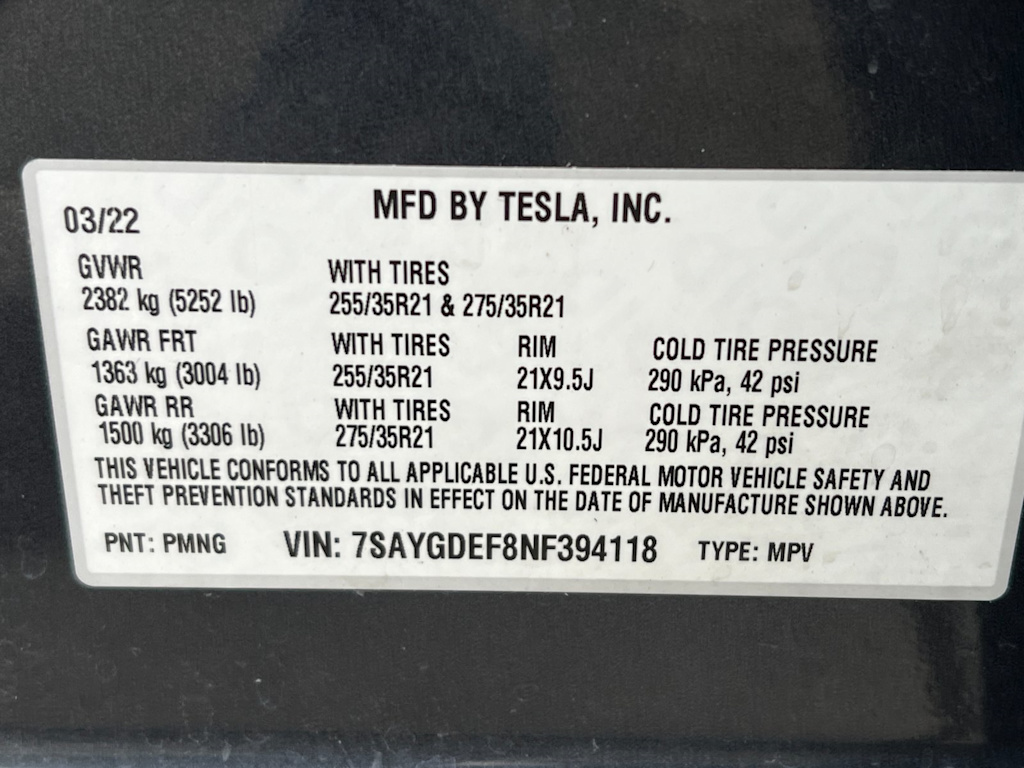 03/22 MFD BY TESLA, INC.
GVWR WITH TIRES
2382 kg (5252 lb) 255/35R21 & 275/35R21
GAWR FRT WITH TIRES RIM COLD TIRE PRESSURE
1363 kg (3004 lb) 255/35R21 21X9.5J 290 kPa, 42 psi
GAWR RR WITH TIRES RIM COLD TIRE PRESSURE
1500 kg (3306 lb) 275/35R21 21X10.5J 290 kPa, 42 psi
THIS VEHICLE CONFORMS TO ALL APPLICABLE U.S. FEDERAL MOTOR VEHICLE SAFETY AND
THEFT PREVENTION STANDARDS IN EFFECT ON THE DATE OF MANUFACTURE SHOWN ABOVE.
PNT: PMNG VIN: 7SAYGDEF8NF394118 TYPE: MPV